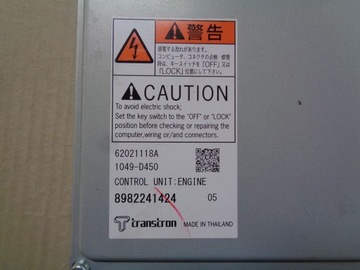 警告
感電する恐れがあります。
コンピュータ、コネクタの点検・修理
時は、キースイッチを「OFF」又は
「LOCK」位置にしてください。
CAUTION
To avoid electric shock;
Set the key switch to the "OFF" or "LOCK"
position before checking or repairing the
computer,wiring or/and connectors.
62021118A
1049-D450
CONTROL UNIT:ENGINE
8982241424 05
transtron MADE IN THAILAND